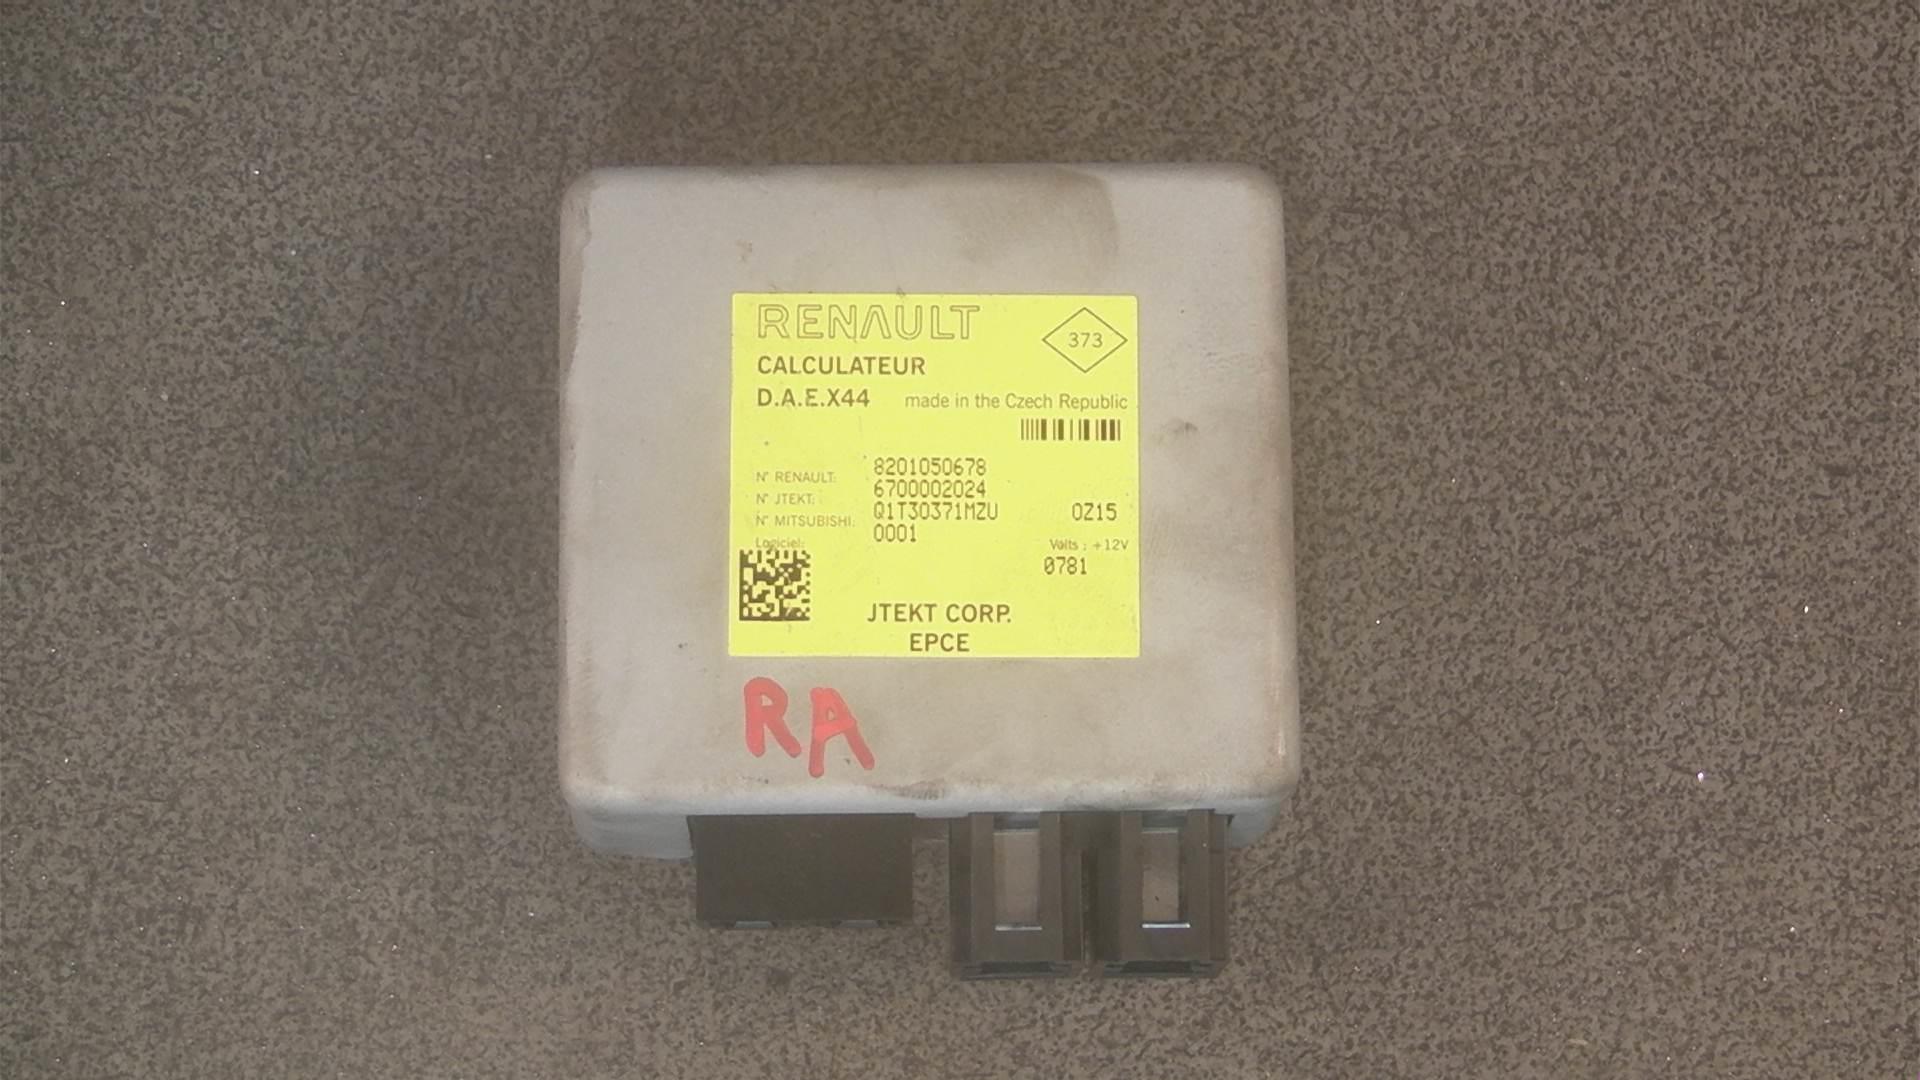 RENAULT
373
CALCULATEUR
D.A.E.X44 made in the Czech Republic
N° RENAULT: 8201050678
N° JTEKT: 6700002024
N° MITSUBISHI: Q1T30371MZU 0Z15
Logiciel: 0001 Volts : +12V
0781
JTEKT CORP.
EPCE
RA